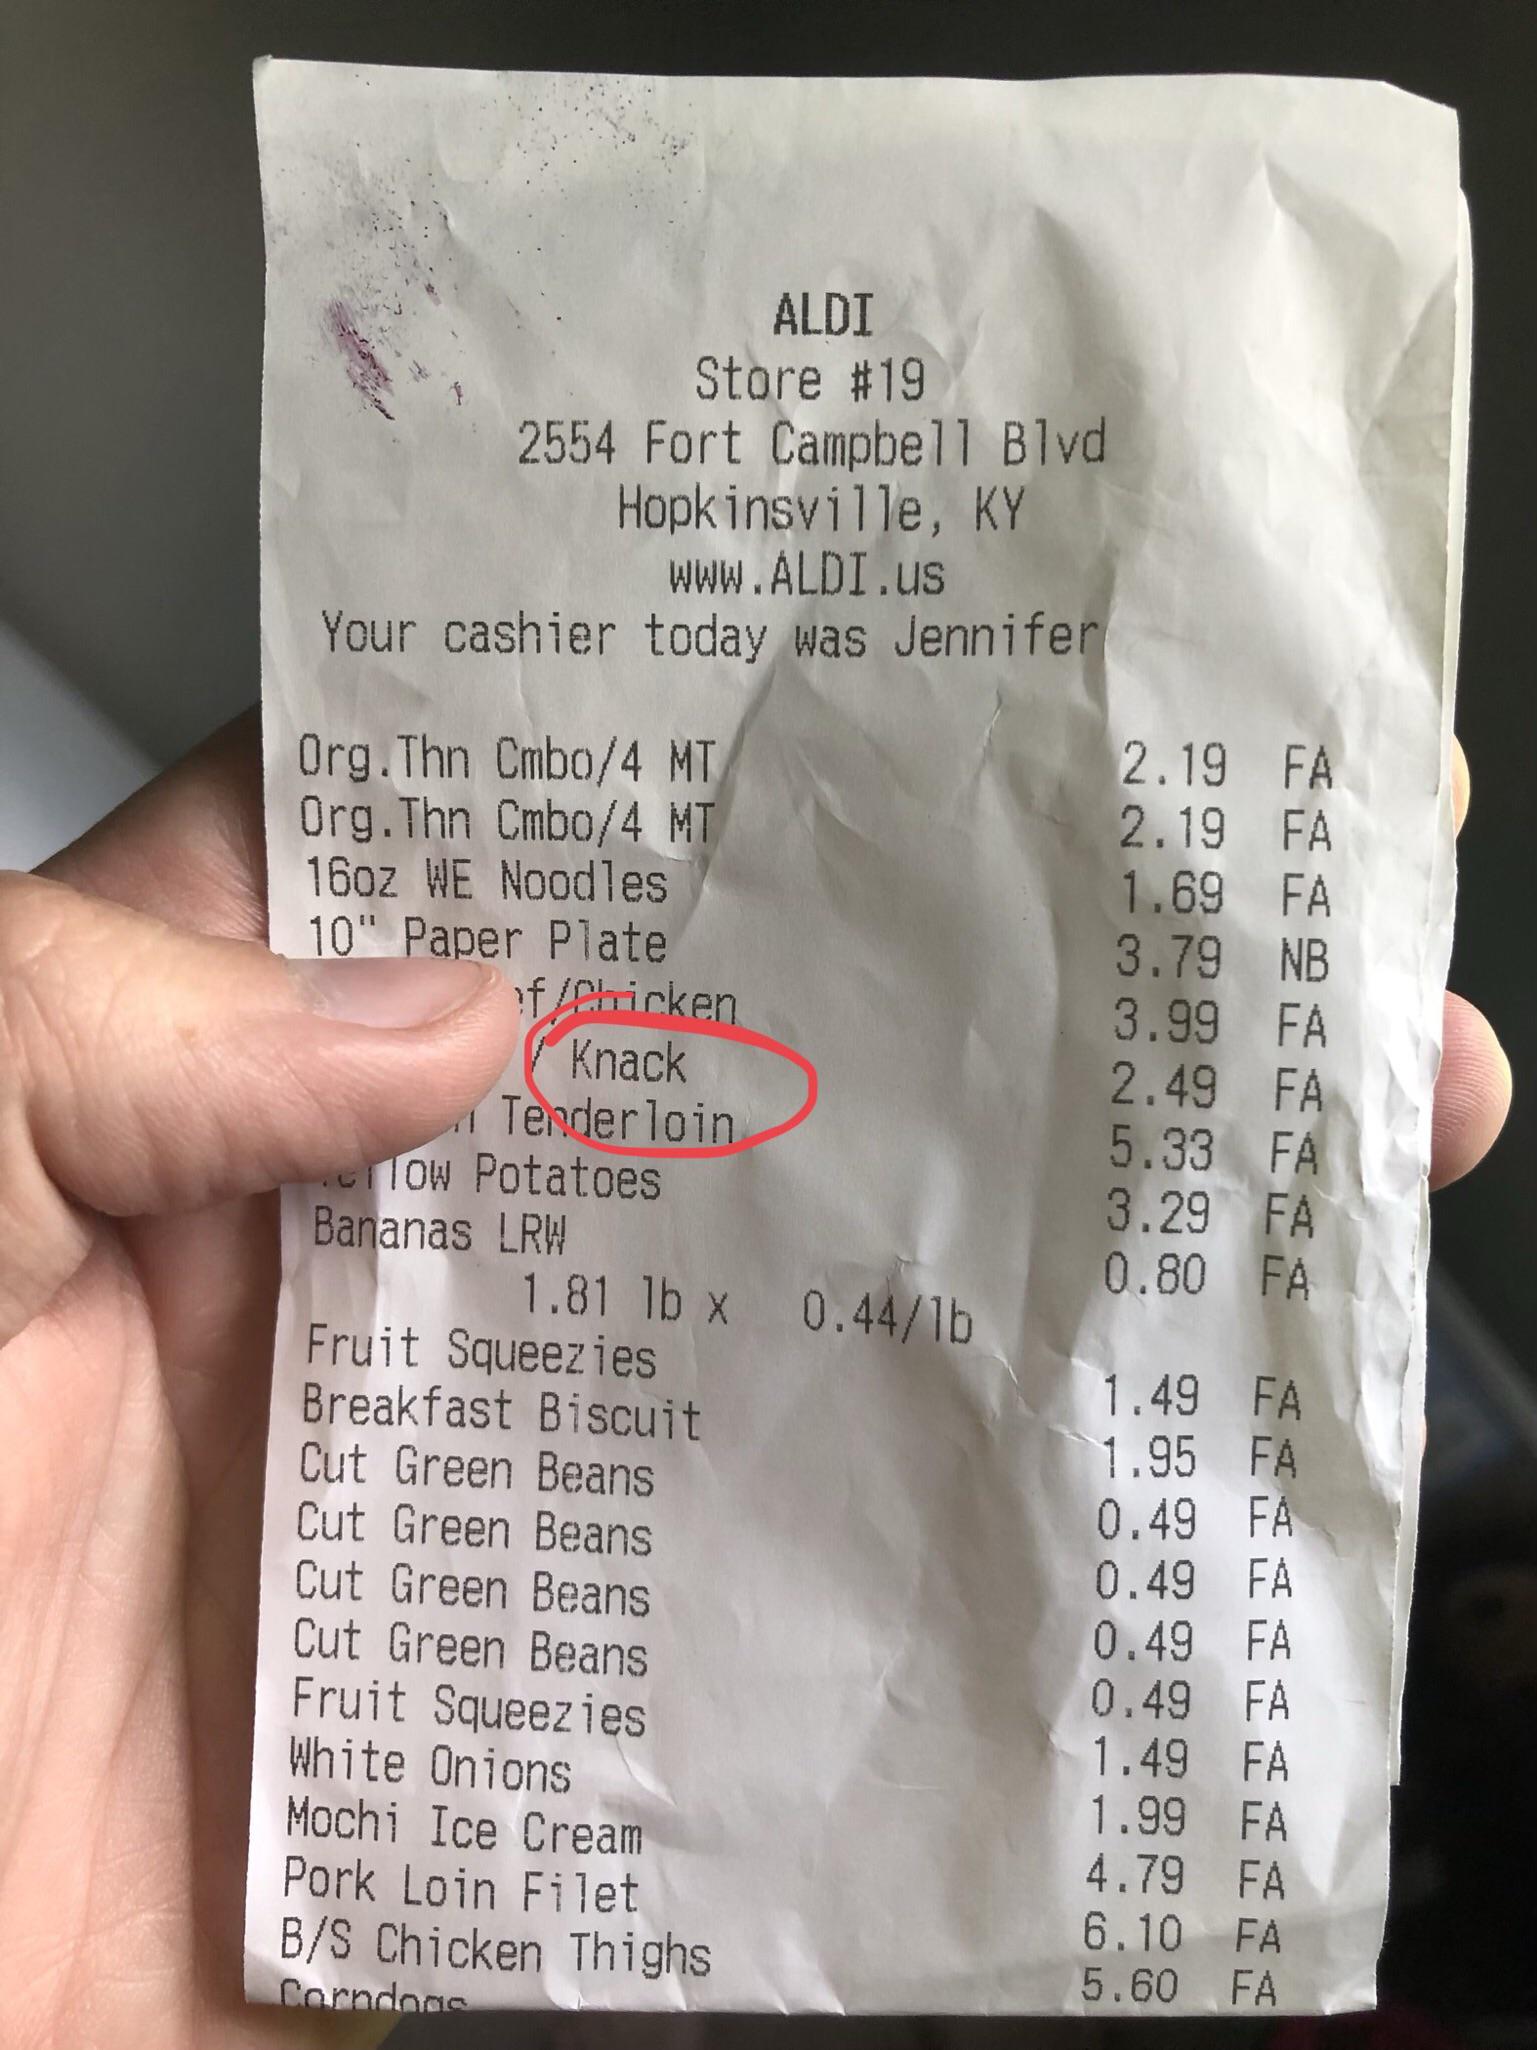 ALDI
Store #19
2554 Fort Campbell Blvd
Hopkinsville, KY
www.ALDI.us
Your cashier today was Jennifer
Org.Thn Cmbo/4 MT 2.19 FA
Org.Thn Cmbo/4 MT 2.19 FA
16oz WE Noodles 1.69 FA
10" Paper Plate 3.79 NB
/Chicken 3.99 FA
/ Knack 2.49 FA
Tenderloin 5.33 FA
Yellow Potatoes 3.29 FA
Bananas LRW 0.80 FA
1.81 lb x 0.44/lb
Fruit Squeezies 1.49 FA
Breakfast Biscuit 1.95 FA
Cut Green Beans 0.49 FA
Cut Green Beans 0.49 FA
Cut Green Beans 0.49 FA
Cut Green Beans 0.49 FA
Fruit Squeezies 1.49 FA
White Onions 1.99 FA
Mochi Ice Cream 4.79 FA
Pork Loin Filet 6.10 FA
B/S Chicken Thighs 5.60 FA
Corndogs